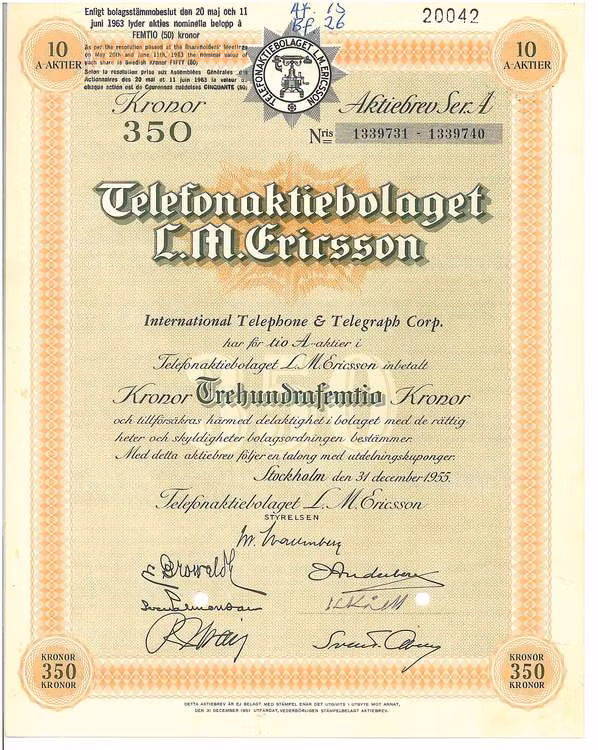 Enligt bolagsstämmobeslut den 20 maj och 11
juni 1963 lyder akties nominella belopp å
FEMTIO (50) kronor
As per the resolution passed at the Shareholders' Meetings
on May 20th and June 11th, 1963 the nominal value of
each share is Swedish Kronor FIFTY (50)
Selon la resolution prise aux Assemblées Générales des
Actionnaires des 20 mai et 11 juin 1963 la valeur de
chaque action est de Couronnes suédoises CINQUANTE (50)
Af. 15
Bf. 26
20042
10
A-AKTIER
TELEFONAKTIEBOLAGET L.M. ERICSSON
10
A-AKTIER
Kronor
350
Aktiebrev Ser. A
Nris 1339731 - 1339740
Telefonaktiebolaget
L.M. Ericsson
International Telephone & Telegraph Corp.
har för tio A-aktier i
Telefonaktiebolaget L.M. Ericsson inbetalt
Kronor Trehundrafemtio Kronor
och tillförsäkras härmed delaktighet i bolaget med de rättig
heter och skyldigheter bolagsordningen bestämmer.
Med detta aktiebrev följer en talong med utdelningskuponger.
Stockholm den 31 december 1955.
Telefonaktiebolaget L. M. Ericsson
STYRELSEN
KRONOR
350
KRONOR
KRONOR
350
KRONOR
DETTA AKTIEBREV ÄR EJ BELAGT MED STÄMPEL ENÄR DET UTGIVITS I UTBYTE MOT ANNAT,
DEN 31 DECEMBER 1951 UTFÄRDAT, VEDERBÖRLIGEN STÄMPELBELAGT AKTIEBREV.